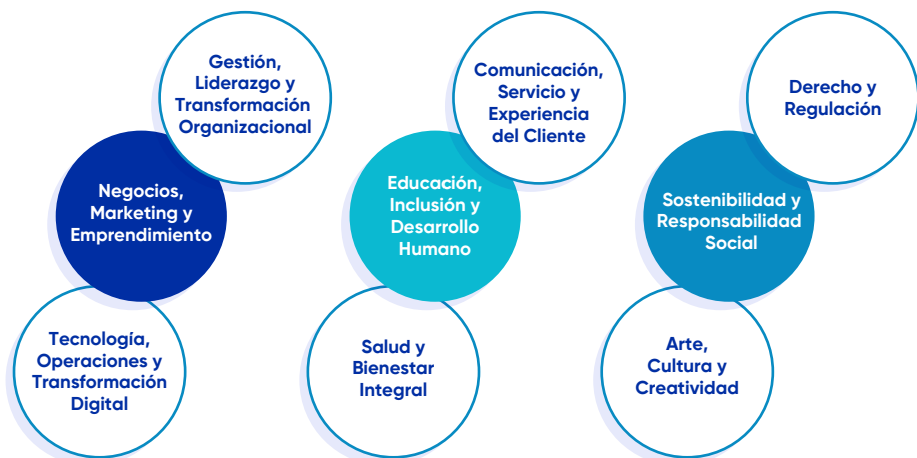 Gestión,
Liderazgo y
Transformación
Organizacional
Comunicación,
Servicio y
Experiencia
del Cliente
Derecho y
Regulación
Negocios,
Marketing y
Emprendimiento
Educación,
Inclusión y
Desarrollo
Humano
Sostenibilidad y
Responsabilidad
Social
Tecnología,
Operaciones y
Transformación
Digital
Salud y
Bienestar
Integral
Arte,
Cultura y
Creatividad